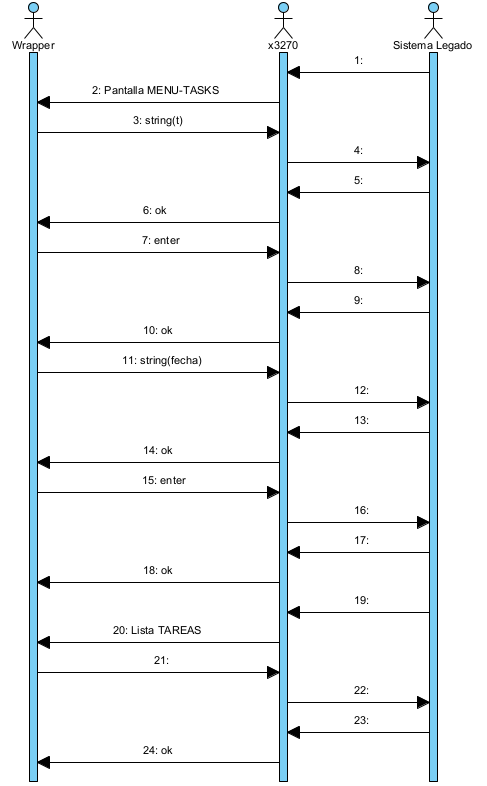 Wrapper
x3270
Sistema Legado
1:
2: Pantalla MENU-TASKS
3: string(t)
4:
5:
6: ok
7: enter
8:
9:
10: ok
11: string(fecha)
12:
13:
14: ok
15: enter
16:
17:
18: ok
19:
20: Lista TAREAS
21:
22:
23:
24: ok